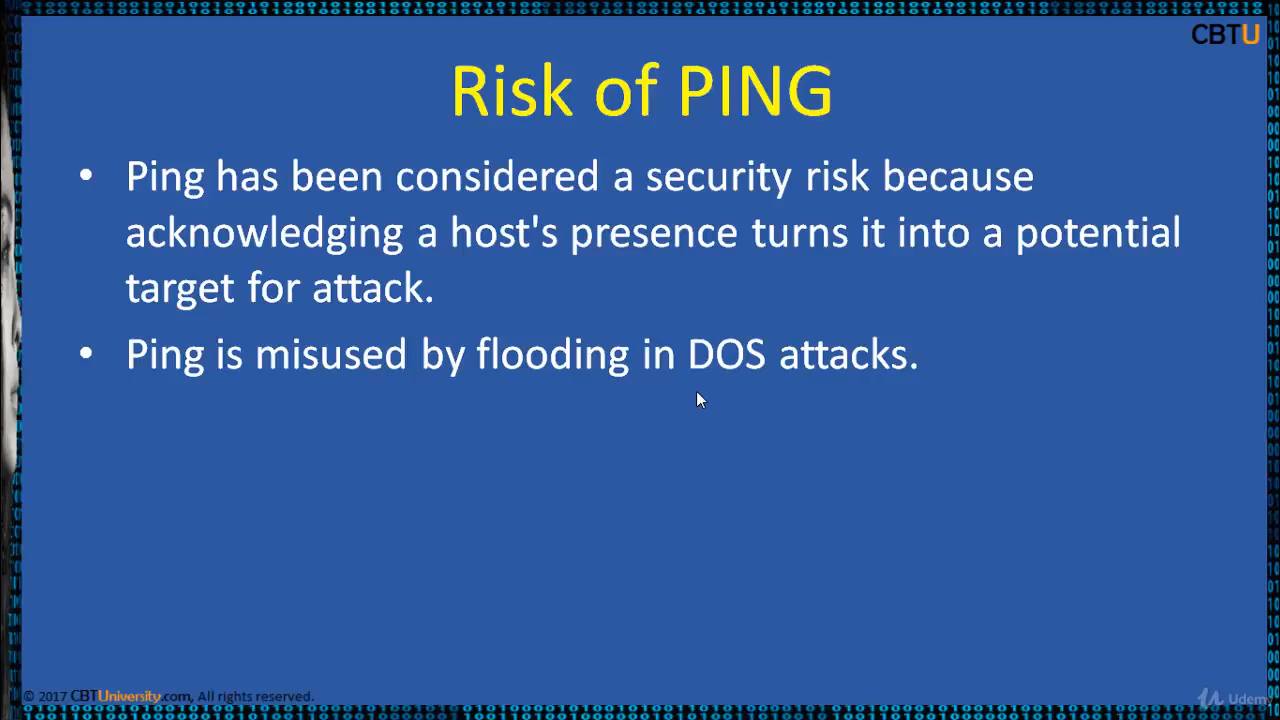 CBTU
Risk of PING
• Ping has been considered a security risk because
acknowledging a host's presence turns it into a potential
target for attack.
• Ping is misused by flooding in DOS attacks.
© 2017 CBTUniversity.com, All rights reserved.
Udemy